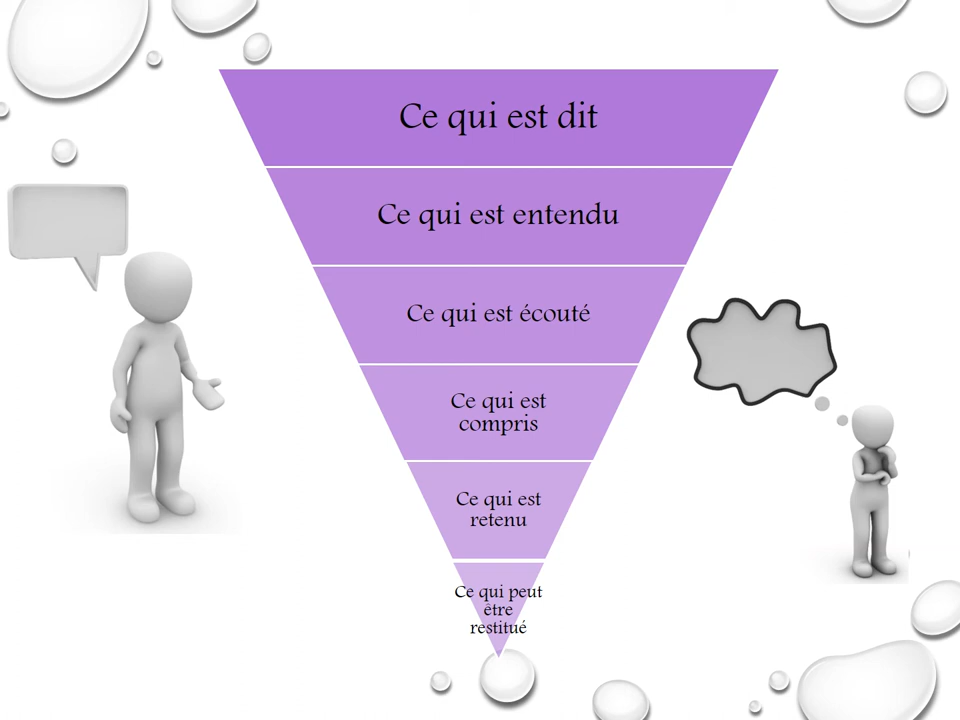 Ce qui est dit
Ce qui est entendu
Ce qui est écouté
Ce qui est
compris
Ce qui est
retenu
Ce qui peut
être
restitué